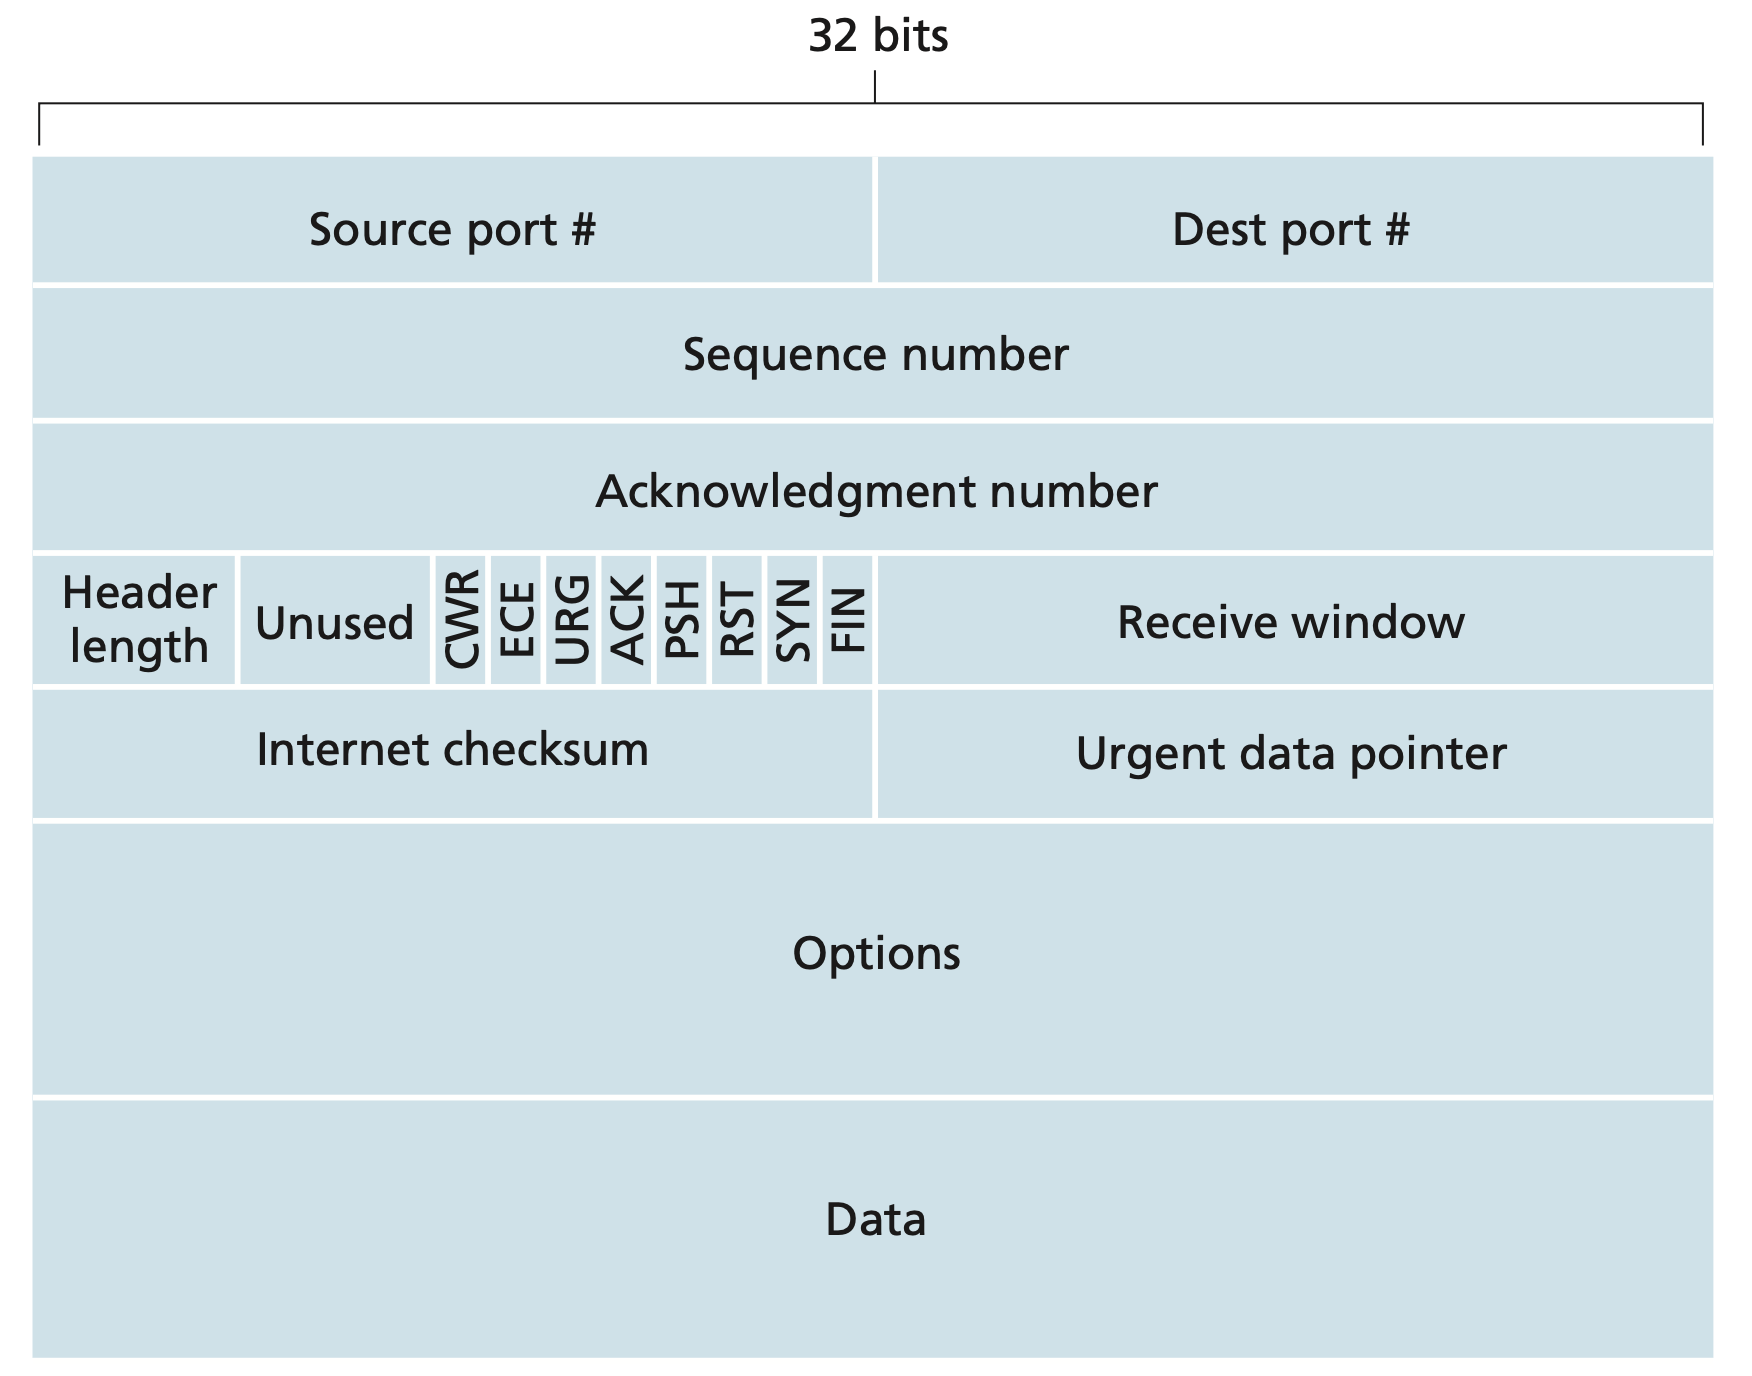 32 bits
Source port #
Dest port #
Sequence number
Acknowledgment number
Header
length
Unused
CWR
ECE
URG
ACK
PSH
RST
SYN
FIN
Receive window
Internet checksum
Urgent data pointer
Options
Data